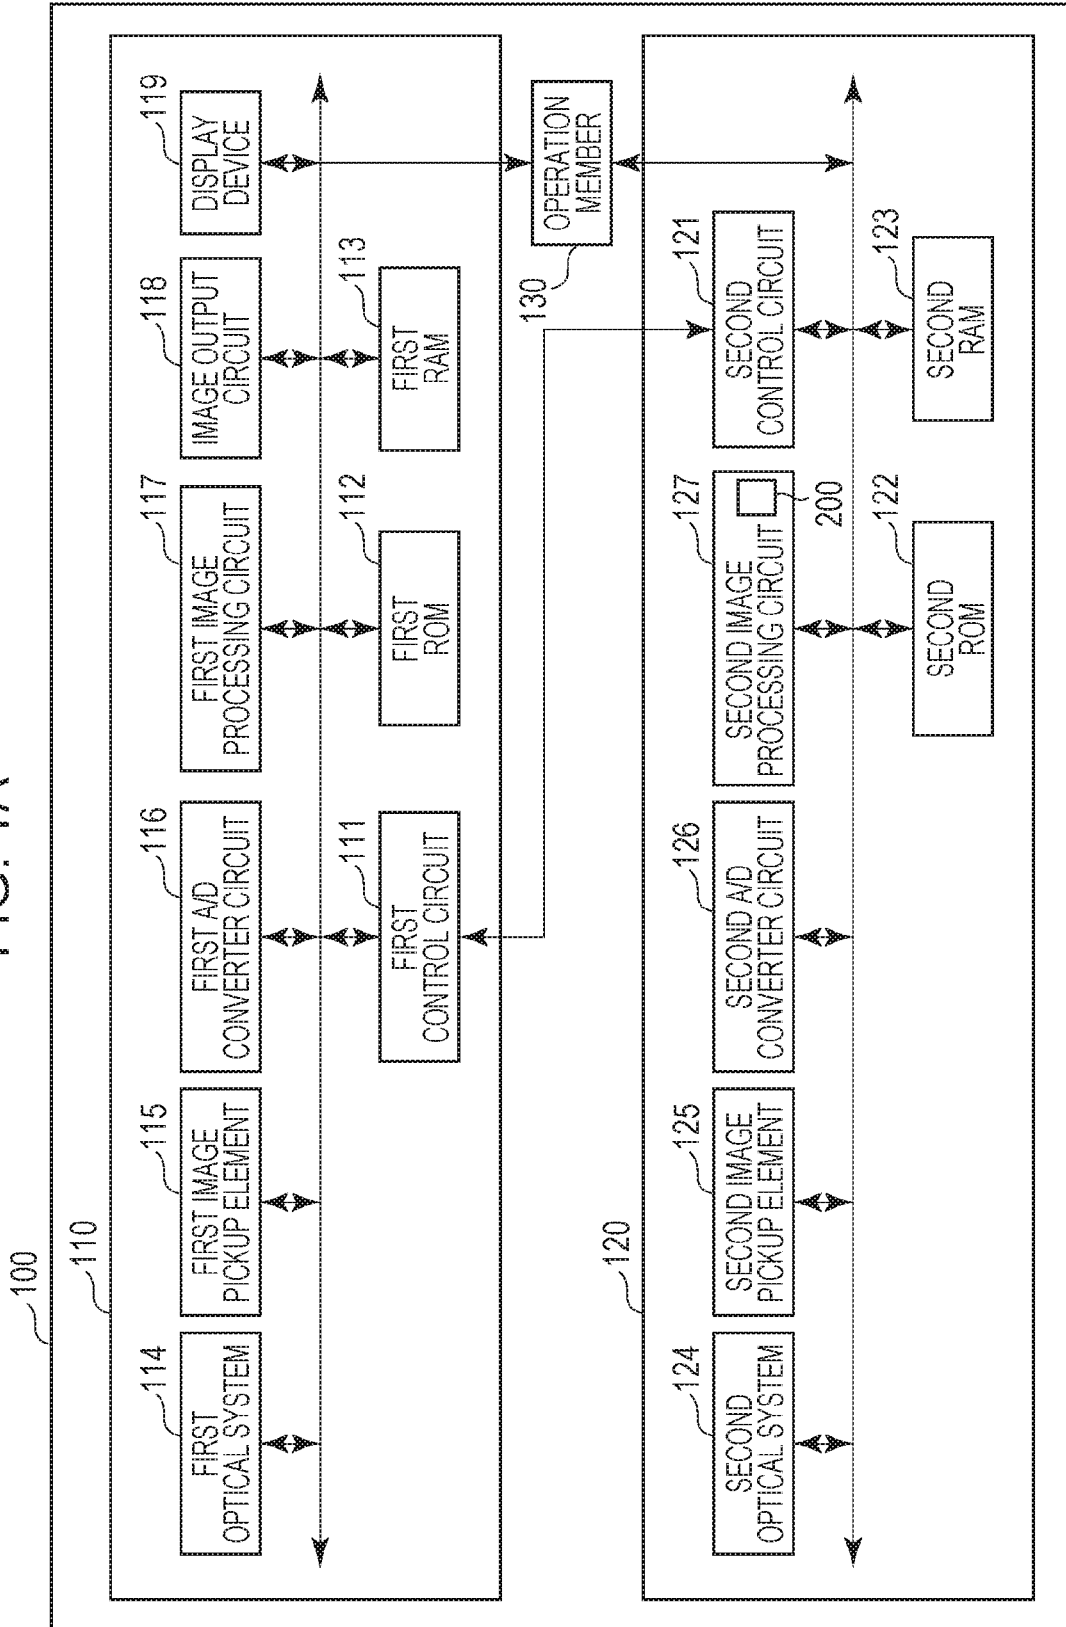 100
110
114
FIRST
OPTICAL SYSTEM
115
FIRST IMAGE
PICKUP ELEMENT
116
FIRST A/D
CONVERTER CIRCUIT
117
FIRST IMAGE
PROCESSING CIRCUIT
118
IMAGE OUTPUT
CIRCUIT
119
DISPLAY
DEVICE
111
FIRST
CONTROL CIRCUIT
112
FIRST
ROM
113
FIRST
RAM
130
OPERATION
MEMBER
120
124
SECOND
OPTICAL SYSTEM
125
SECOND IMAGE
PICKUP ELEMENT
126
SECOND A/D
CONVERTER CIRCUIT
127
SECOND IMAGE
PROCESSING CIRCUIT
200
121
SECOND
CONTROL CIRCUIT
122
SECOND
ROM
123
SECOND
RAM